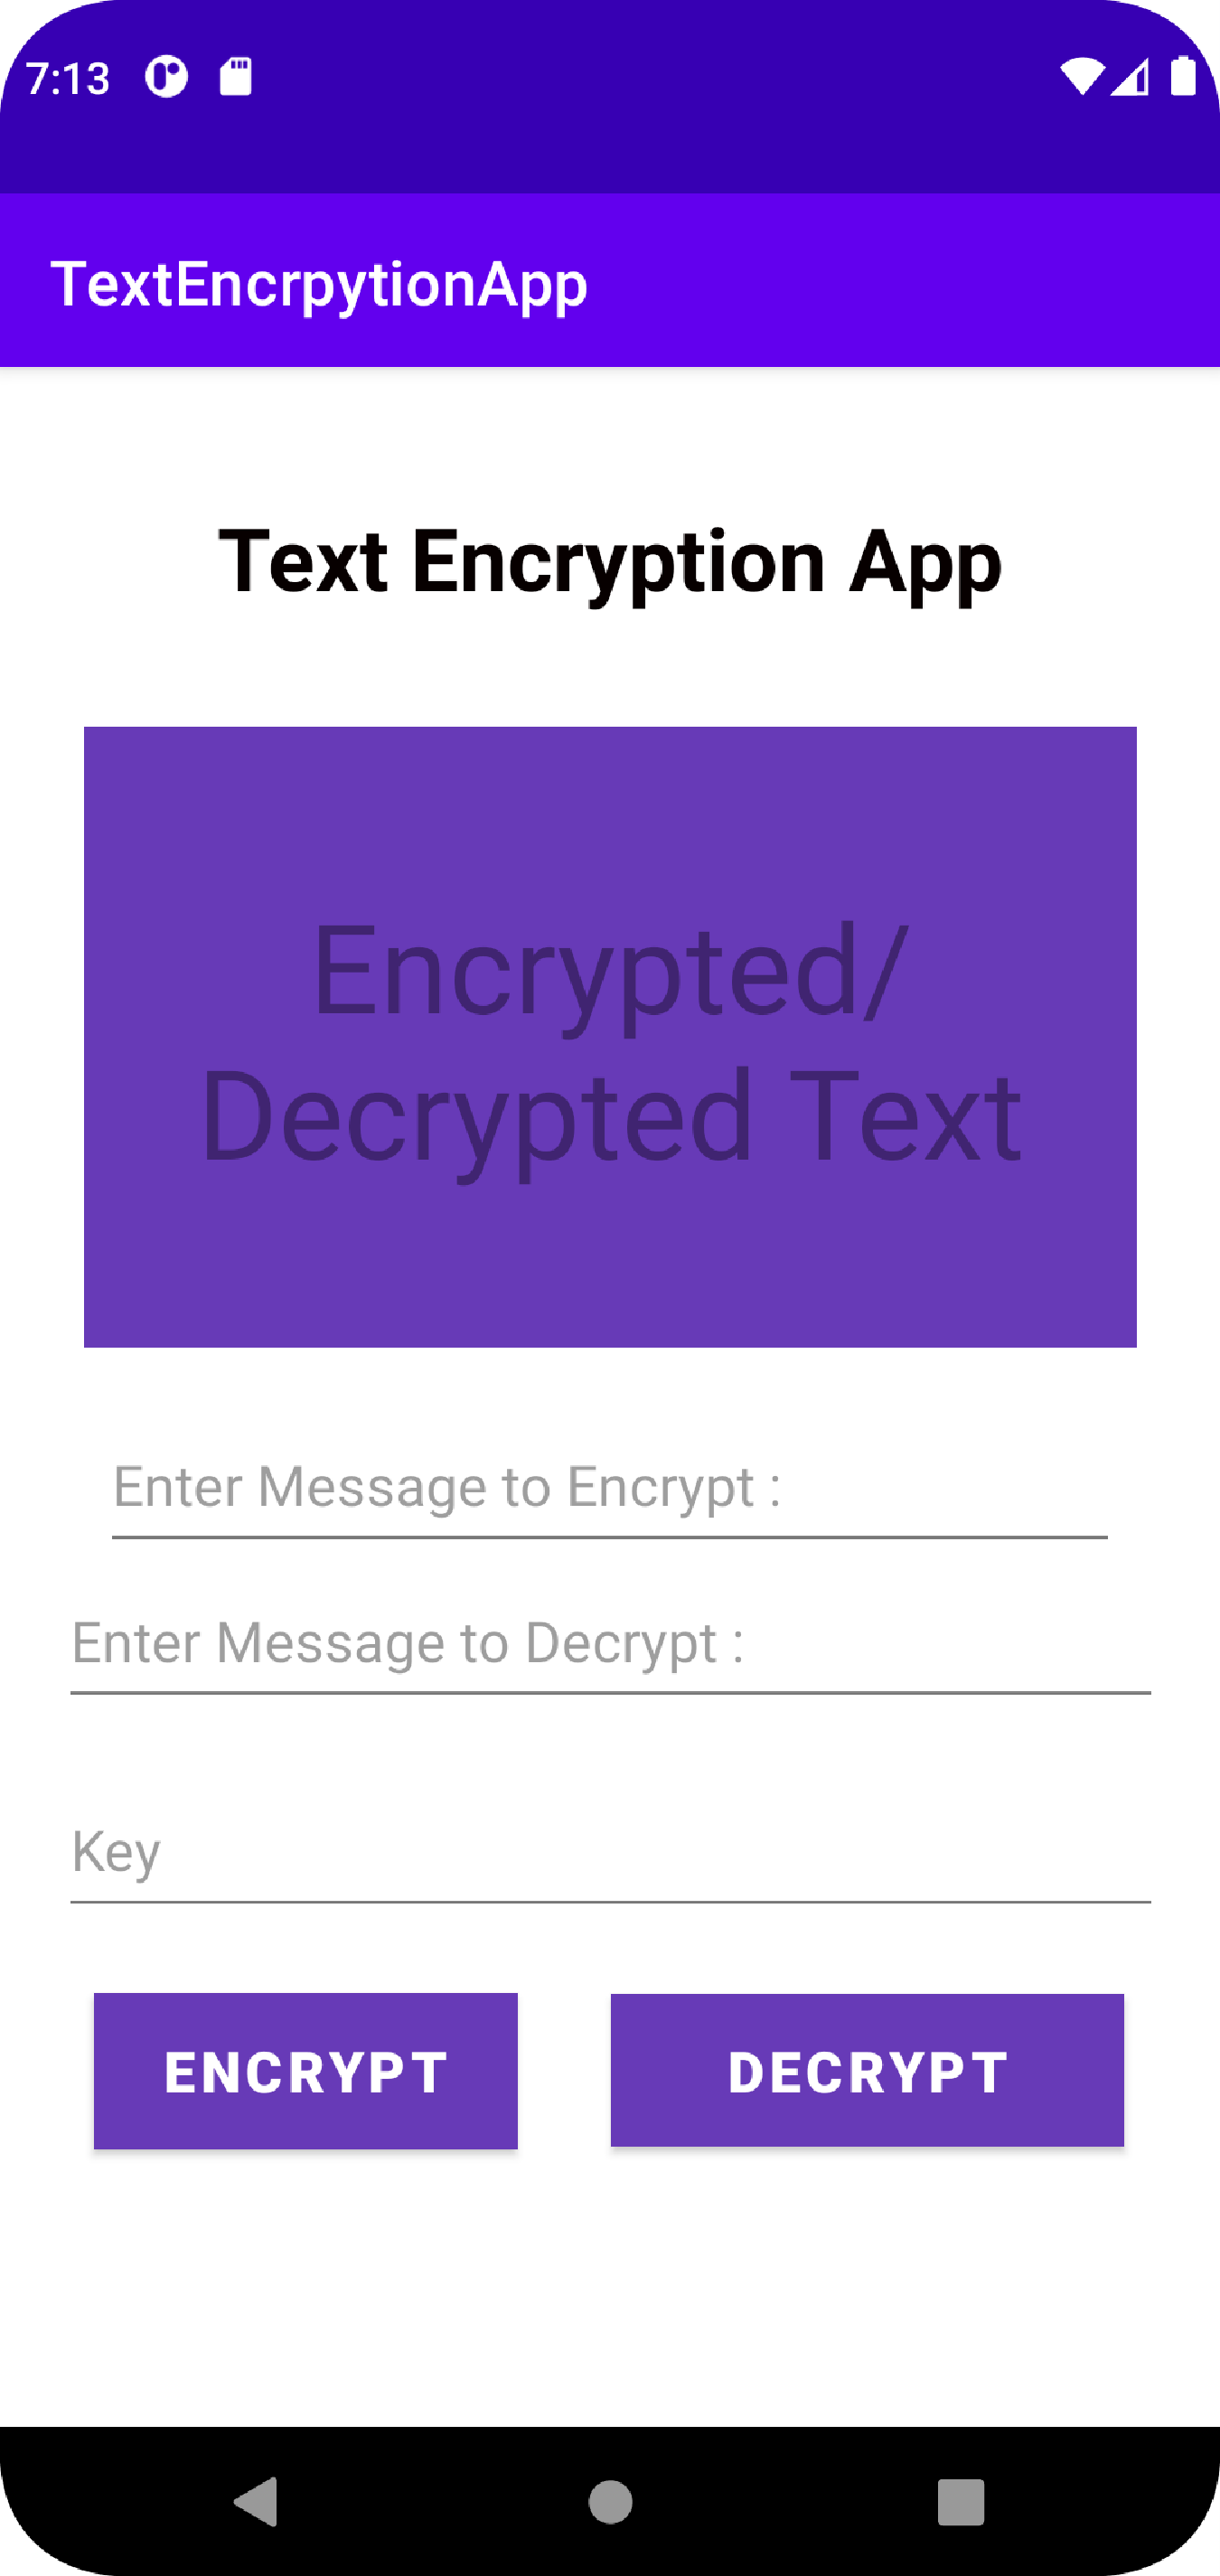 7:13
TextEncrpytionApp
Text Encryption App
Encrypted/
Decrypted Text
Enter Message to Encrypt :
Enter Message to Decrypt :
Key
ENCRYPT
DECRYPT